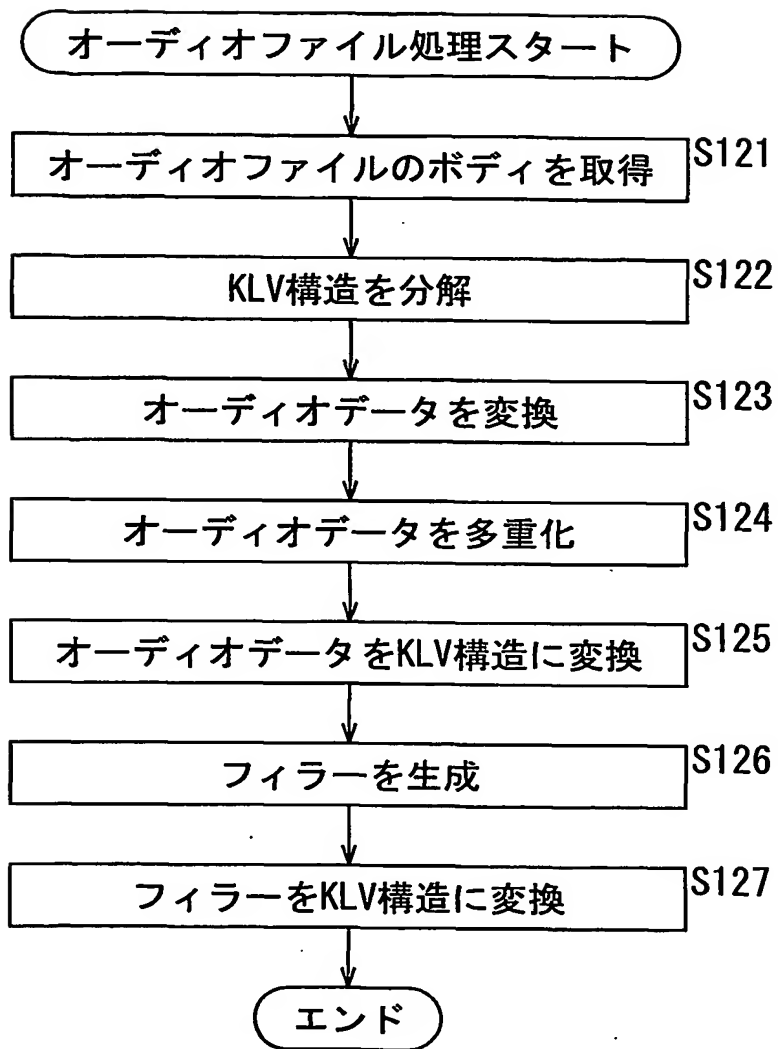 オーディオファイル処理スタート
オーディオファイルのボディを取得
S121
KLV構造を分解
S122
オーディオデータを変換
S123
オーディオデータを多重化
S124
オーディオデータをKLV構造に変換
S125
フィラーを生成
S126
フィラーをKLV構造に変換
S127
エンド